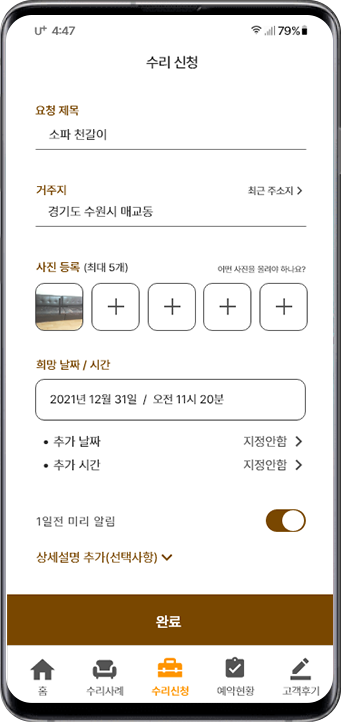 U+ 4:47 79%
수리 신청
요청 제목
소파 천갈이
거주지 최근 주소지 >
경기도 수원시 매교동
사진 등록 (최대 5개) 어떤 사진을 올려야 하나요?
희망 날짜 / 시간
2021년 12월 31일 / 오전 11시 20분
• 추가 날짜 지정안함 >
• 추가 시간 지정안함 >
1일전 미리 알림
상세설명 추가(선택사항)
완료
홈 수리사례 수리신청 예약현황 고객후기